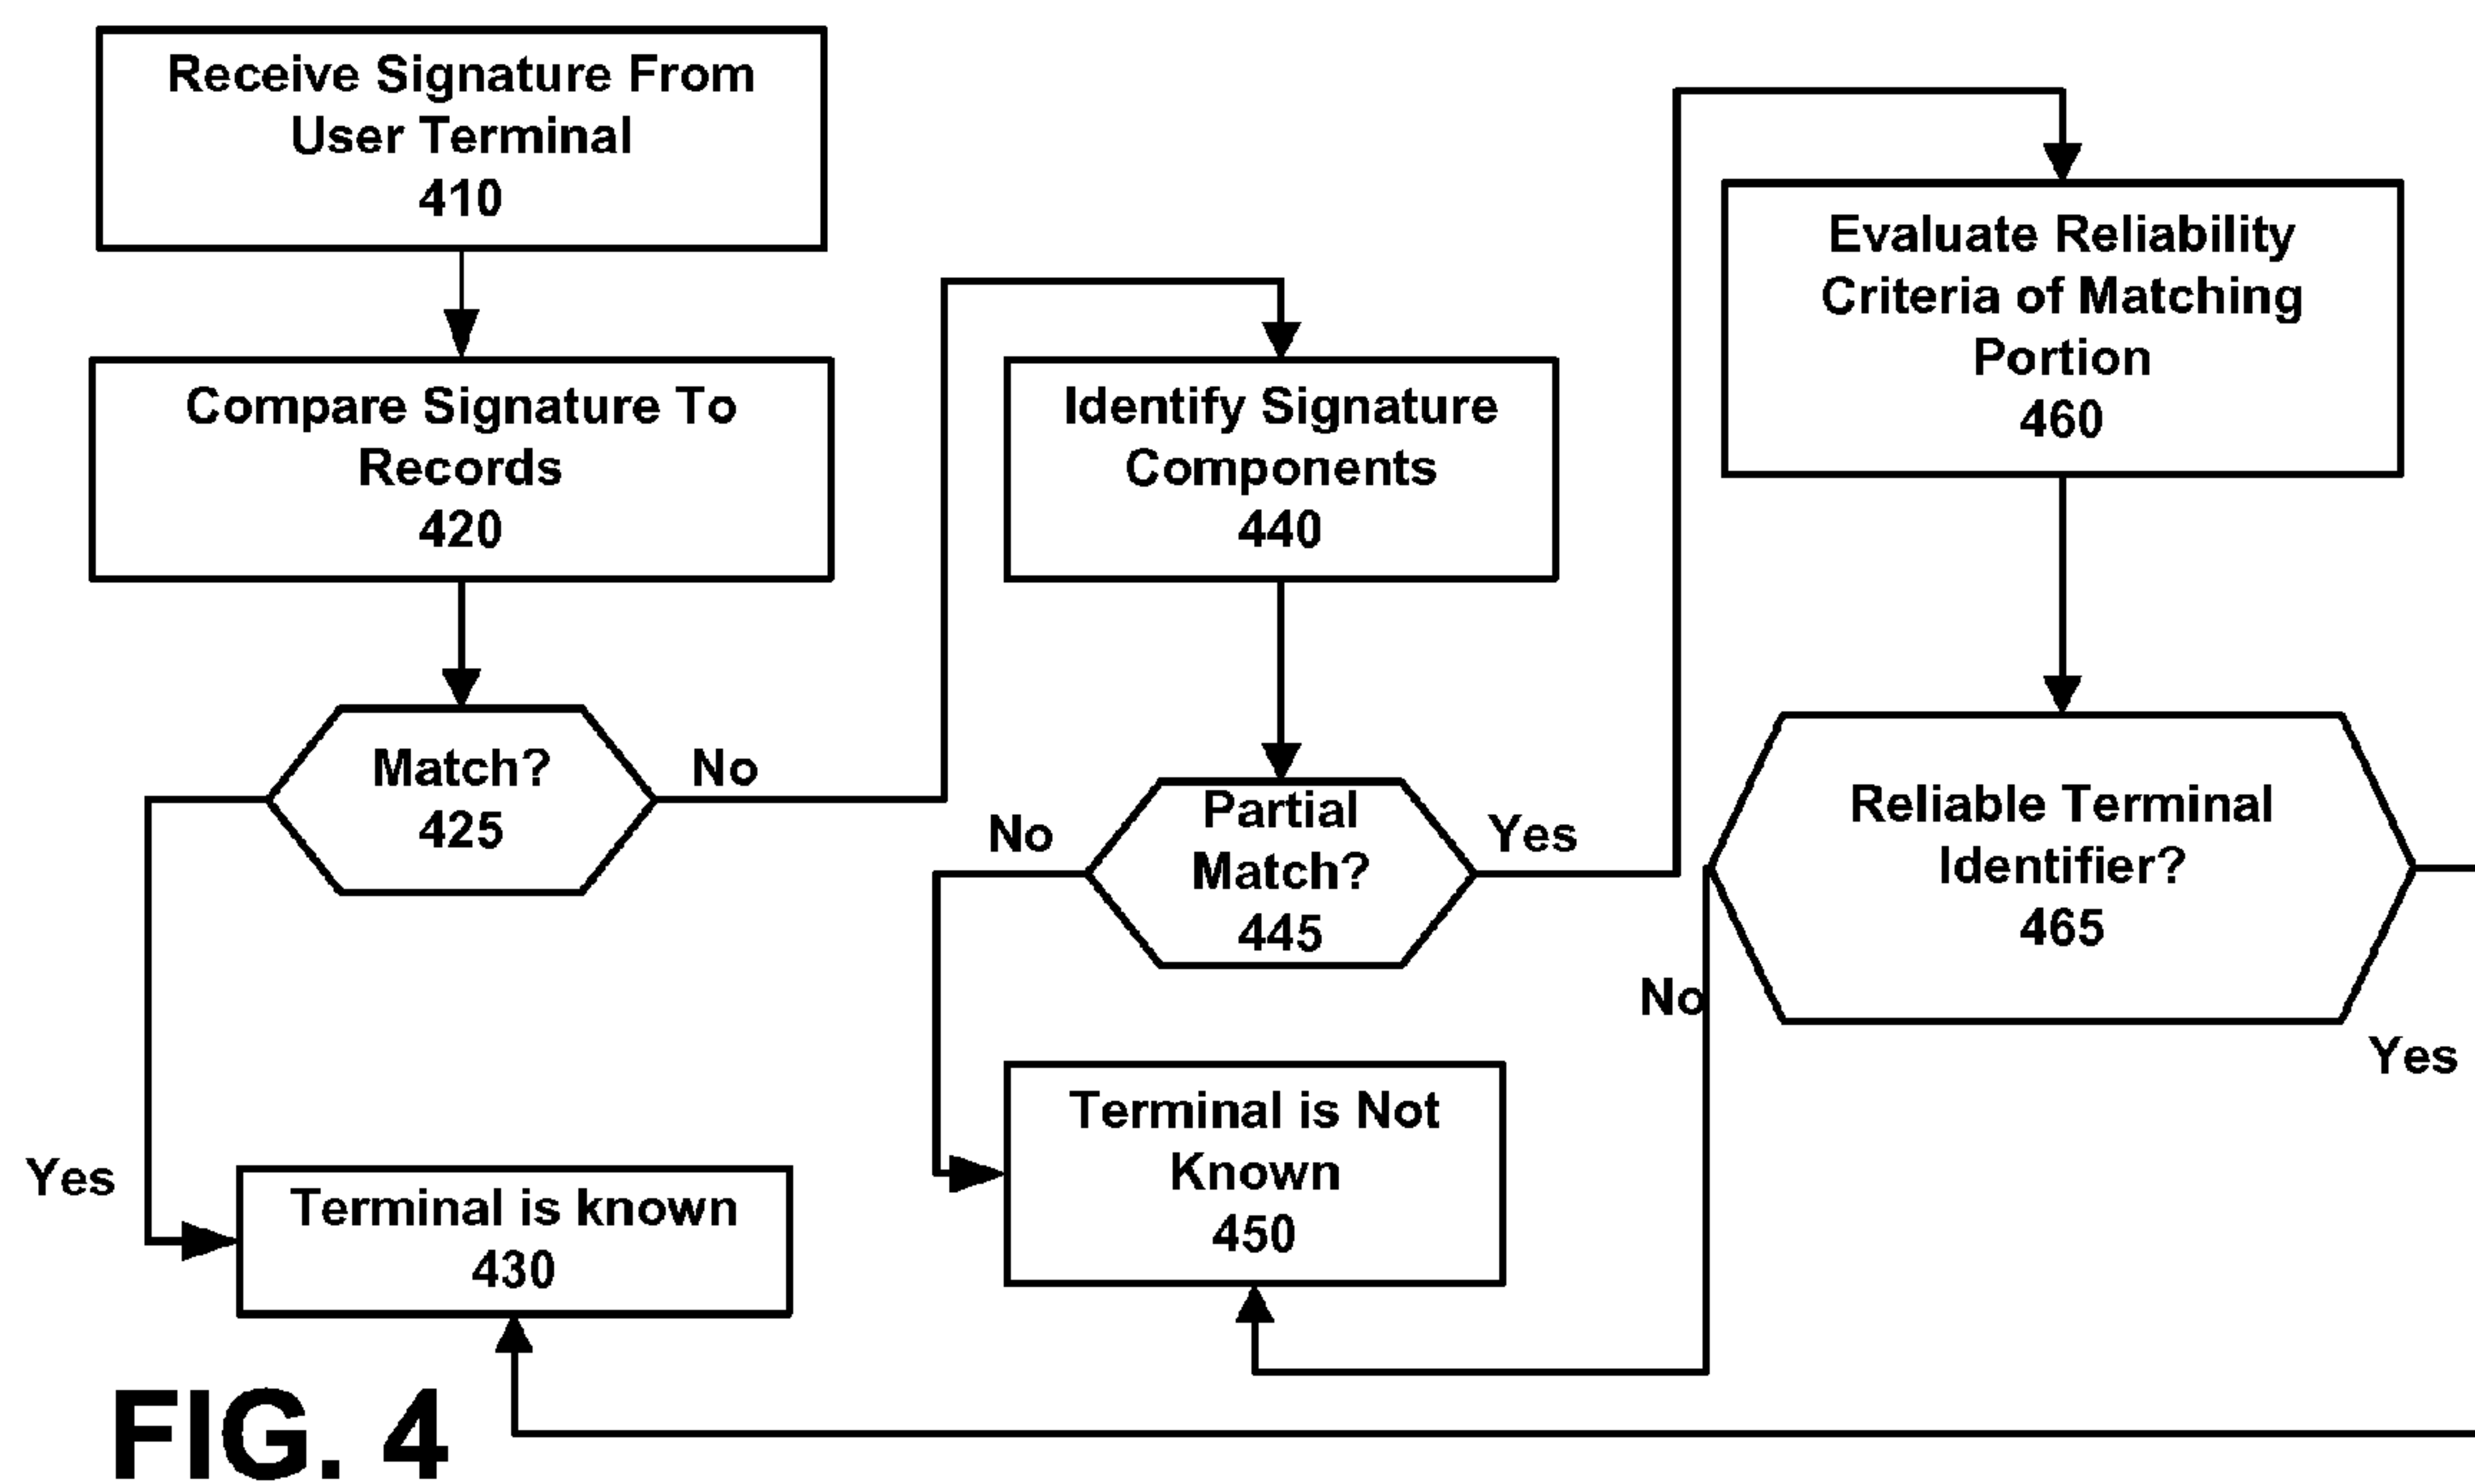 Receive Signature From
User Terminal
410
Compare Signature To
Records
420
Match?
425
No
Yes
Terminal is known
430
Identify Signature
Components
440
Partial
Match?
445
No
Yes
Terminal is Not
Known
450
Evaluate Reliability
Criteria of Matching
Portion
460
Reliable Terminal
Identifier?
465
No
Yes
FIG. 4